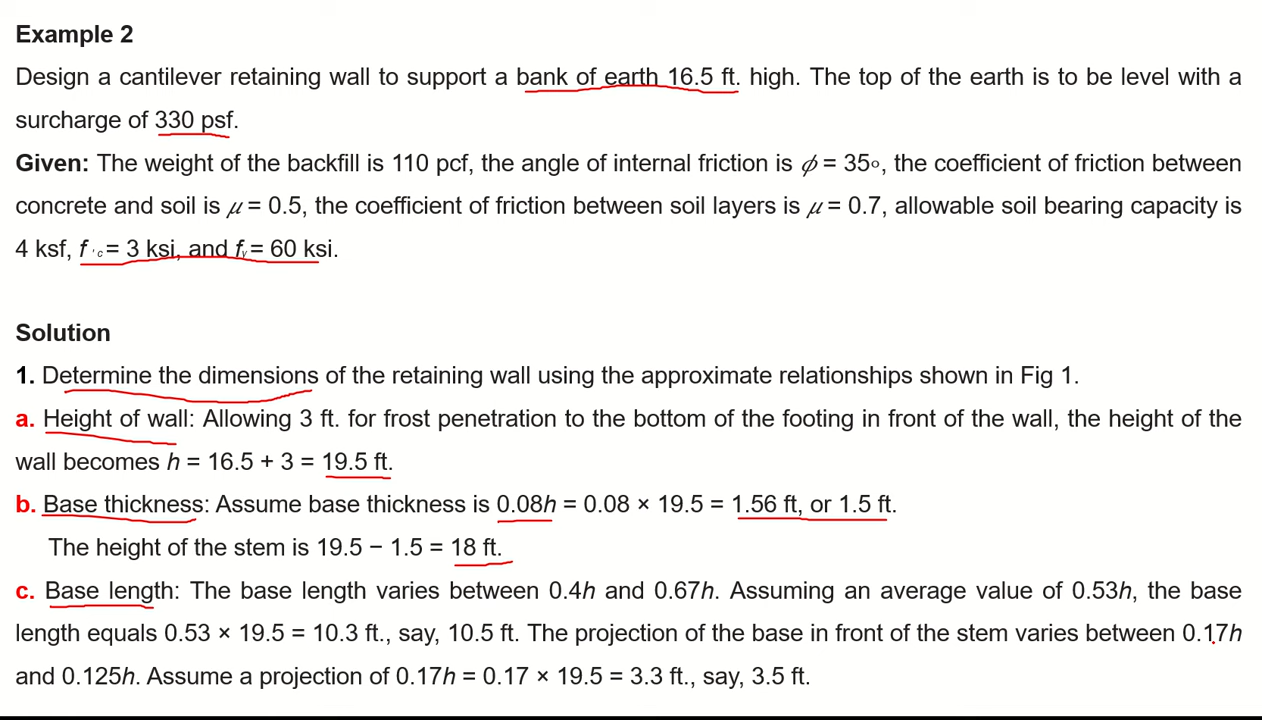 Example 2
Design a cantilever retaining wall to support a bank of earth 16.5 ft. high. The top of the earth is to be level with a
surcharge of 330 psf.
Given: The weight of the backfill is 110 pcf, the angle of internal friction is ϕ = 35°, the coefficient of friction between
concrete and soil is μ = 0.5, the coefficient of friction between soil layers is μ = 0.7, allowable soil bearing capacity is
4 ksf, f'c = 3 ksi, and fy = 60 ksi.
Solution
1. Determine the dimensions of the retaining wall using the approximate relationships shown in Fig 1.
a. Height of wall: Allowing 3 ft. for frost penetration to the bottom of the footing in front of the wall, the height of the
wall becomes h = 16.5 + 3 = 19.5 ft.
b. Base thickness: Assume base thickness is 0.08h = 0.08 × 19.5 = 1.56 ft, or 1.5 ft.
The height of the stem is 19.5 − 1.5 = 18 ft.
c. Base length: The base length varies between 0.4h and 0.67h. Assuming an average value of 0.53h, the base
length equals 0.53 × 19.5 = 10.3 ft., say, 10.5 ft. The projection of the base in front of the stem varies between 0.17h
and 0.125h. Assume a projection of 0.17h = 0.17 × 19.5 = 3.3 ft., say, 3.5 ft.